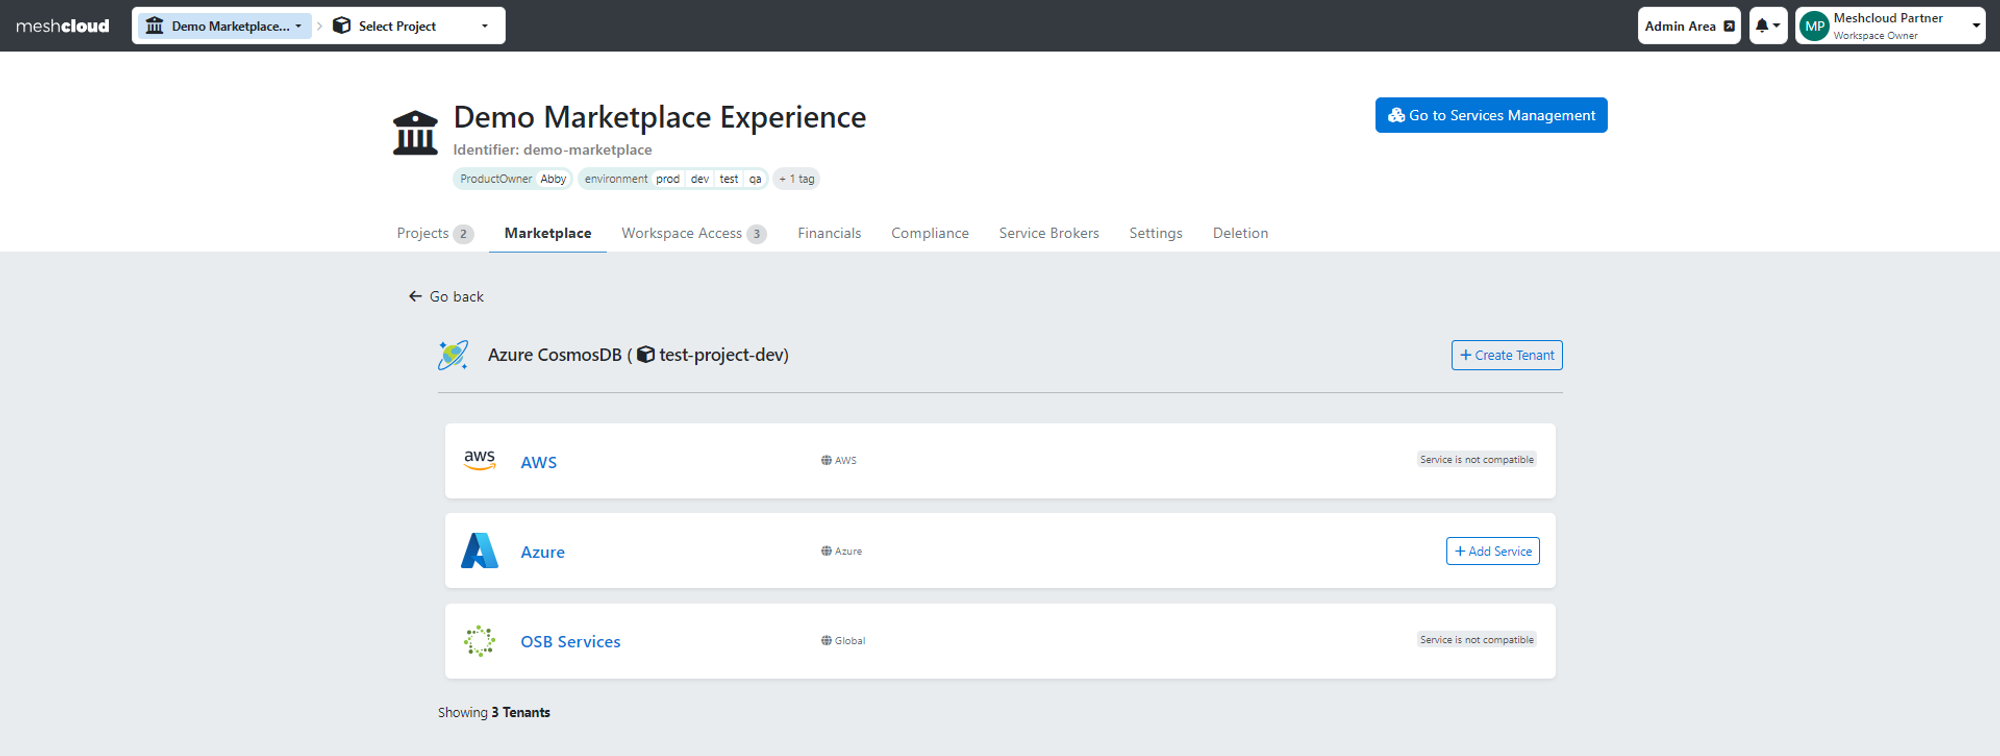 meshcloud
Demo Marketplace... > Select Project
Admin Area
MP
Meshcloud Partner
Workspace Owner
Demo Marketplace Experience
Identifier: demo-marketplace
ProductOwner Abby environment prod dev test qa + 1 tag
Go to Services Management
Projects 2 Marketplace Workspace Access 3 Financials Compliance Service Brokers Settings Deletion
← Go back
Azure CosmosDB ( test-project-dev)
+ Create Tenant
aws AWS AWS Service is not compatible
Azure Azure + Add Service
OSB Services Global Service is not compatible
Showing 3 Tenants